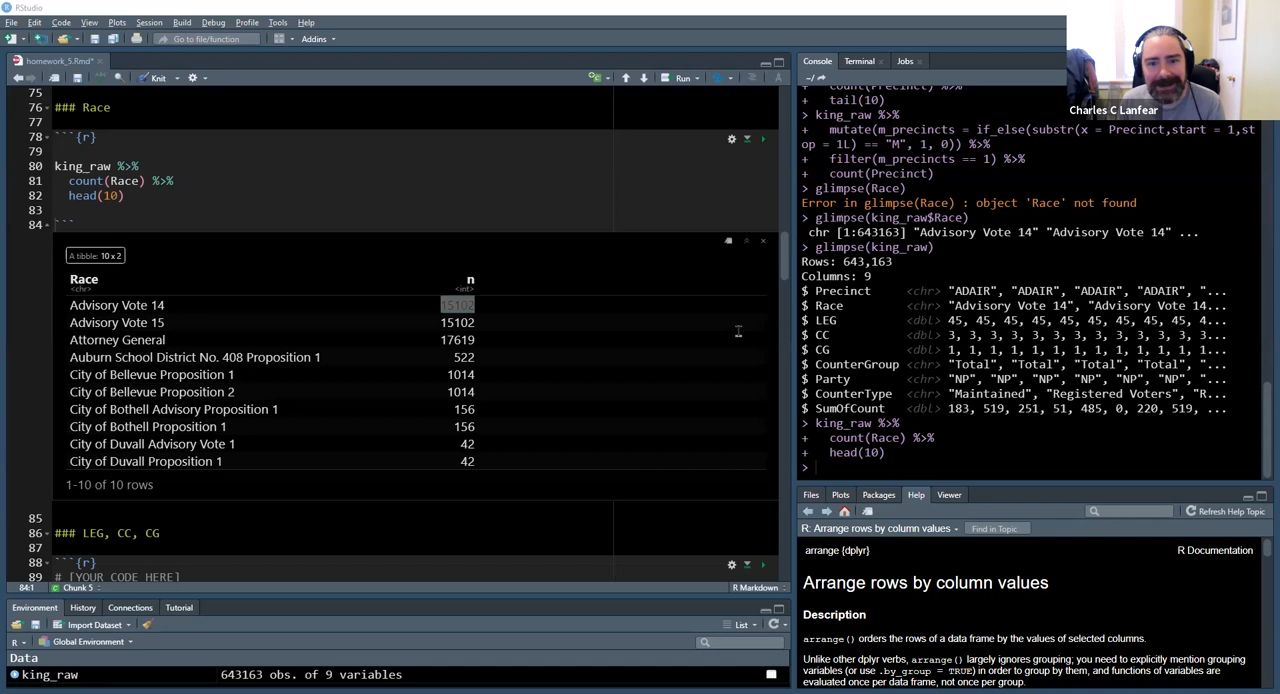 RStudio
File Edit Code View Plots Session Build Debug Profile Tools Help
Go to file/function
Addins
homework_5.Rmd*
Knit
Run
75
76 ### Race
77
78 ```{r}
79
80 king_raw %>%
81 count(Race) %>%
82 head(10)
83
84 ```
A tibble: 10 x 2
Race n
<chr> <int>
Advisory Vote 14 15102
Advisory Vote 15 15102
Attorney General 17619
Auburn School District No. 408 Proposition 1 522
City of Bellevue Proposition 1 1014
City of Bellevue Proposition 2 1014
City of Bothell Advisory Proposition 1 156
City of Bothell Proposition 1 156
City of Duvall Advisory Vote 1 42
City of Duvall Proposition 1 42
1-10 of 10 rows
85
86 ### LEG, CC, CG
87
88 ```{r}
89 # [YOUR CODE HERE]
84:1 Chunk 5 R Markdown
Environment History Connections Tutorial
Import Dataset
List
R Global Environment
Data
king_raw 643163 obs. of 9 variables
Charles C Lanfear
Console Terminal Jobs
~/
+ count(Precinct) %>%
+ tail(10)
> king_raw %>%
+ mutate(m_precincts = if_else(substr(x = Precinct,start = 1,st
op = 1L) == "M", 1, 0)) %>%
+ filter(m_precincts == 1) %>%
+ count(Precinct)
> glimpse(Race)
Error in glimpse(Race) : object 'Race' not found
> glimpse(king_raw$Race)
chr [1:643163] "Advisory Vote 14" "Advisory Vote 14" ...
> glimpse(king_raw)
Rows: 643,163
Columns: 9
$ Precinct <chr> "ADAIR", "ADAIR", "ADAIR", "ADAIR", "...
$ Race <chr> "Advisory Vote 14", "Advisory Vote 14...
$ LEG <dbl> 45, 45, 45, 45, 45, 45, 45, 45, 45, 4...
$ CC <dbl> 3, 3, 3, 3, 3, 3, 3, 3, 3, 3, 3, 3, 3...
$ CG <dbl> 1, 1, 1, 1, 1, 1, 1, 1, 1, 1, 1, 1, 1...
$ CounterGroup <chr> "Total", "Total", "Total", "Total", "...
$ Party <chr> "NP", "NP", "NP", "NP", "NP", "NP", "...
$ CounterType <chr> "Maintained", "Registered Voters", "R...
$ SumOfCount <dbl> 183, 519, 251, 51, 485, 0, 220, 519, ...
> king_raw %>%
+ count(Race) %>%
+ head(10)
>
Files Plots Packages Help Viewer
Refresh Help Topic
R: Arrange rows by column values Find in Topic
arrange {dplyr} R Documentation
Arrange rows by column values
Description
arrange() orders the rows of a data frame by the values of selected columns.
Unlike other dplyr verbs, arrange() largely ignores grouping; you need to explicitly mention grouping
variables (or use .by_group = TRUE) in order to group by them, and functions of variables are
evaluated once per data frame, not once per group.